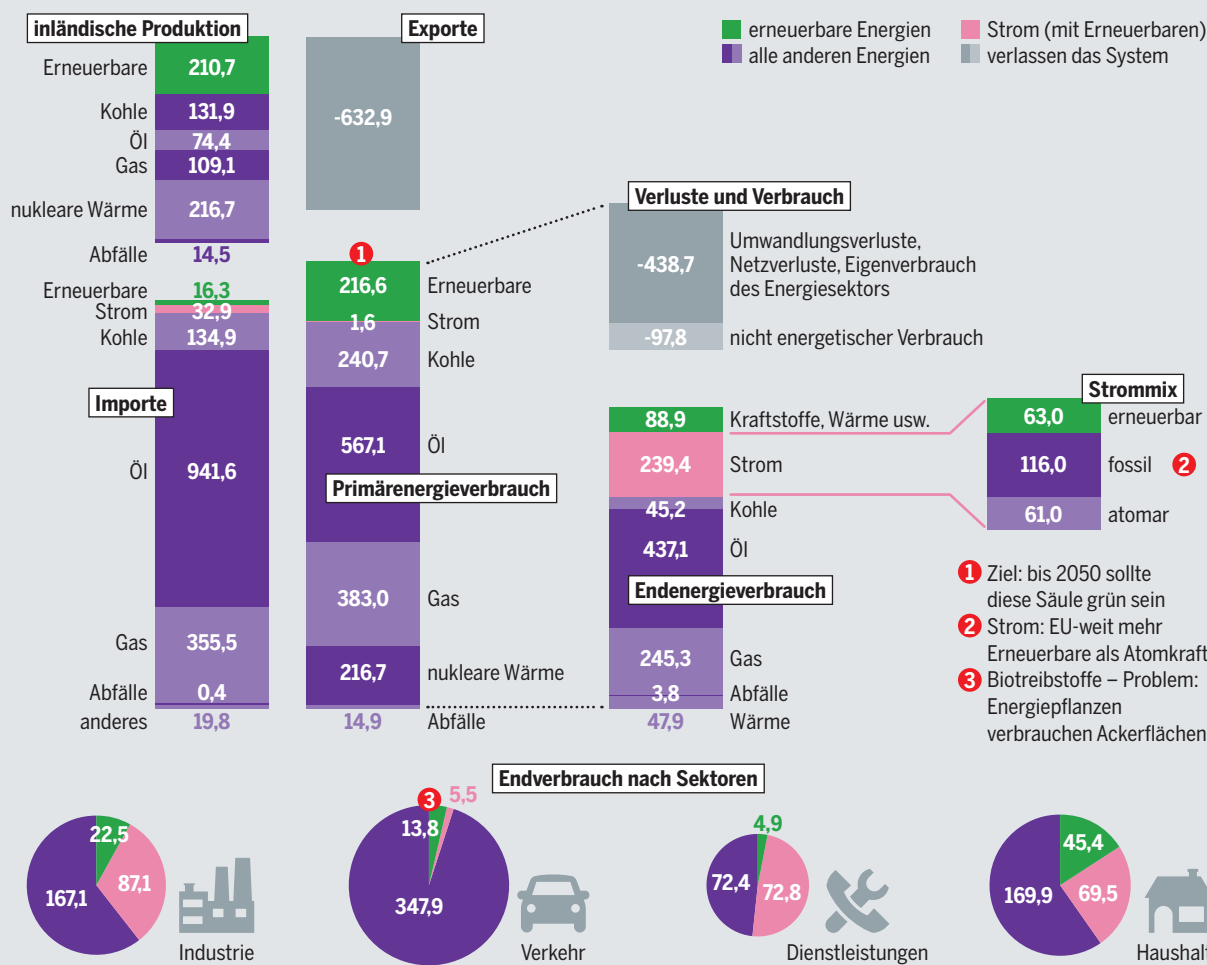 inländische Produktion
Erneuerbare 210,7
Kohle 131,9
Öl 74,4
Gas 109,1
nukleare Wärme 216,7
Abfälle 14,5
Importe
Erneuerbare 16,3
Strom 32,9
Kohle 134,9
Öl 941,6
Gas 355,5
Abfälle 0,4
anderes 19,8
Exporte
-632,9
Primärenergieverbrauch
1
216,6 Erneuerbare
1,6 Strom
240,7 Kohle
567,1 Öl
383,0 Gas
216,7 nukleare Wärme
14,9 Abfälle
erneuerbare Energien
alle anderen Energien
Strom (mit Erneuerbaren)
verlassen das System
Verluste und Verbrauch
-438,7
Umwandlungsverluste,
Netzverluste, Eigenverbrauch
des Energiesektors
-97,8 nicht energetischer Verbrauch
Endenergieverbrauch
88,9 Kraftstoffe, Wärme usw.
239,4 Strom
45,2 Kohle
437,1 Öl
245,3 Gas
3,8 Abfälle
47,9 Wärme
Strommix
63,0 erneuerbar
116,0 fossil 2
61,0 atomar
1 Ziel: bis 2050 sollte
diese Säule grün sein
2 Strom: EU-weit mehr
Erneuerbare als Atomkraft
3 Biotreibstoffe – Problem:
Energiepflanzen
verbrauchen Ackerflächen
Endverbrauch nach Sektoren
22,5
87,1
167,1
Industrie
3
13,8
5,5
347,9
Verkehr
4,9
72,4
72,8
Dienstleistungen
45,4
69,5
169,9